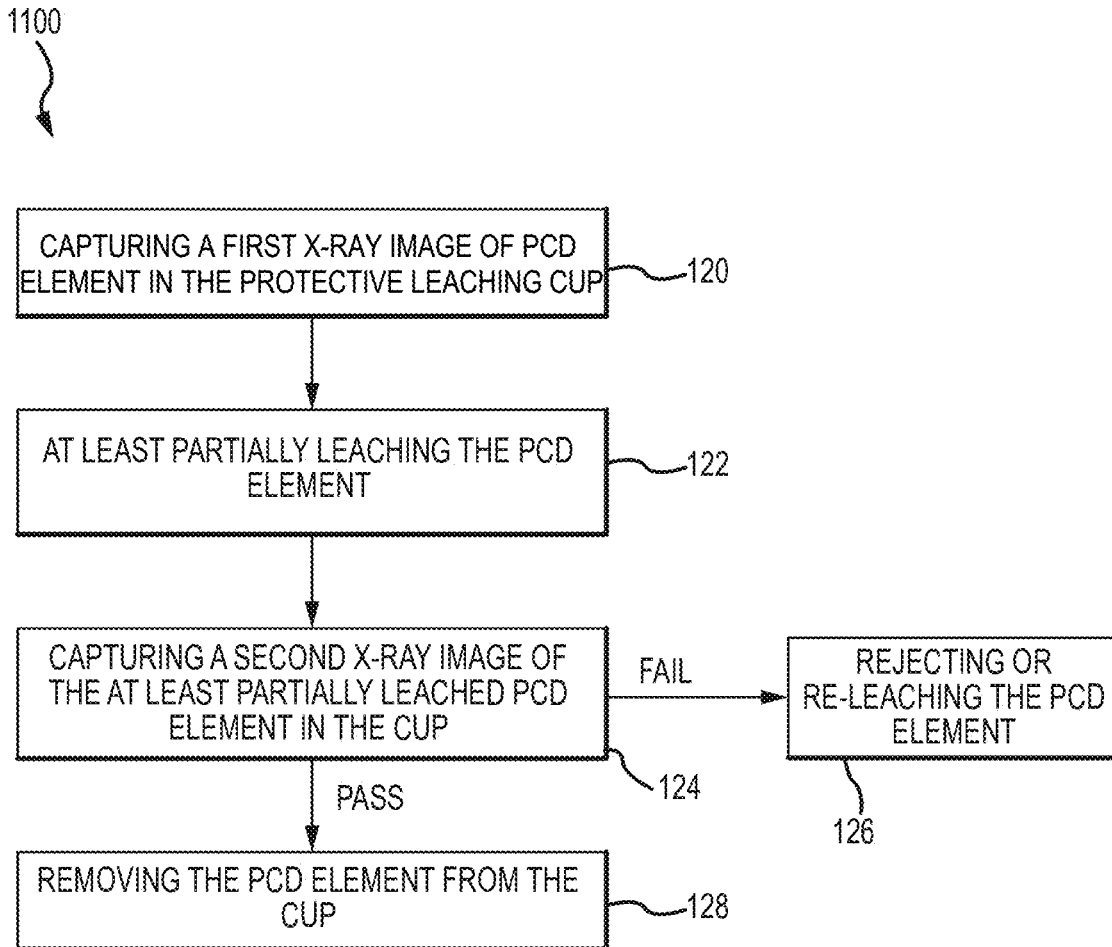 1100
CAPTURING A FIRST X-RAY IMAGE OF PCD
ELEMENT IN THE PROTECTIVE LEACHING CUP
120
AT LEAST PARTIALLY LEACHING THE PCD
ELEMENT
122
CAPTURING A SECOND X-RAY IMAGE OF
THE AT LEAST PARTIALLY LEACHED PCD
ELEMENT IN THE CUP
124
FAIL
REJECTING OR
RE-LEACHING THE PCD
ELEMENT
126
PASS
REMOVING THE PCD ELEMENT FROM THE
CUP
128